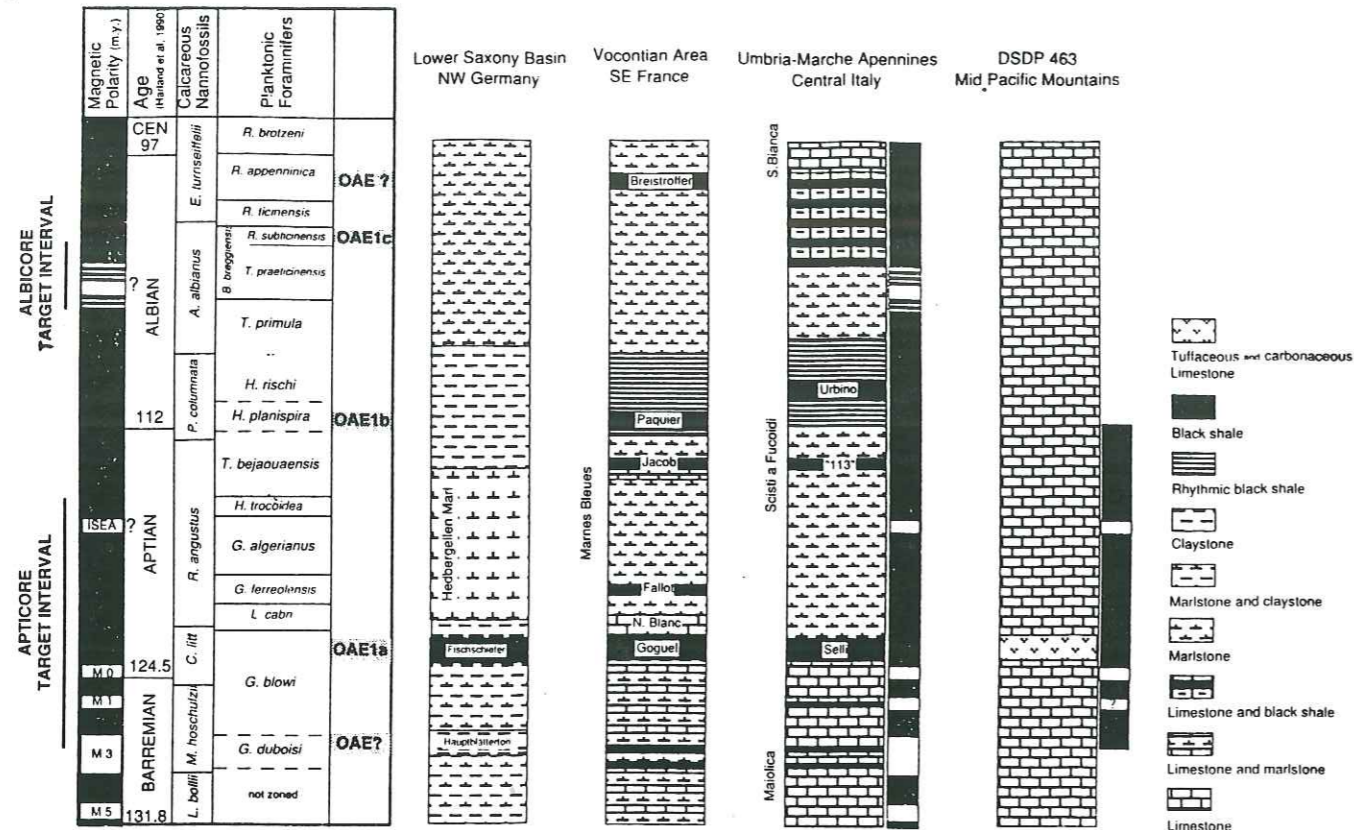 Magnetic
Polarity (m.y.)
Age
(Harland et al. 1990)
Calcareous
Nannofossils
Planktonic
Foraminifers
CEN
97
ALBIAN
?
112
APTIAN
?
124.5
BARREMIAN
131.8
ISEA
M 0
M 1
M 3
M 5
ALBICORE
TARGET INTERVAL
APTICORE
TARGET INTERVAL
E. turrseiffelii
A. albianus
P. columnata
R. angustus
C. litt
M. hoschulzii
L. bollii
R. brotzeni
R. appenninica
R. ticinensis
B. breggiensis
R. subticinensis
T. praeticinensis
T. primula
H. rischi
H. planispira
T. bejaouaensis
H. trocoidea
G. algerianus
G. ferreolensis
L. cabri
G. blowi
G. duboisi
not zoned
OAE ?
OAE1c
OAE1b
OAE1a
OAE?
Lower Saxony Basin
NW Germany
Hedbergellen Marl
Fischschiefer
Hauptblätterton
Vocontian Area
SE France
Marnes Bleues
Breistroffer
Paquier
Jacob
Fallot
N. Blanc
Goguel
Umbria-Marche Apennines
Central Italy
S.Bianca
Scisti a Fucoidi
Maiolica
Urbino
"113"
Selli
DSDP 463
Mid Pacific Mountains
?
Tuffaceous and carbonaceous
Limestone
Black shale
Rhythmic black shale
Claystone
Marlstone and claystone
Marlstone
Limestone and black shale
Limestone and marlstone
Limestone